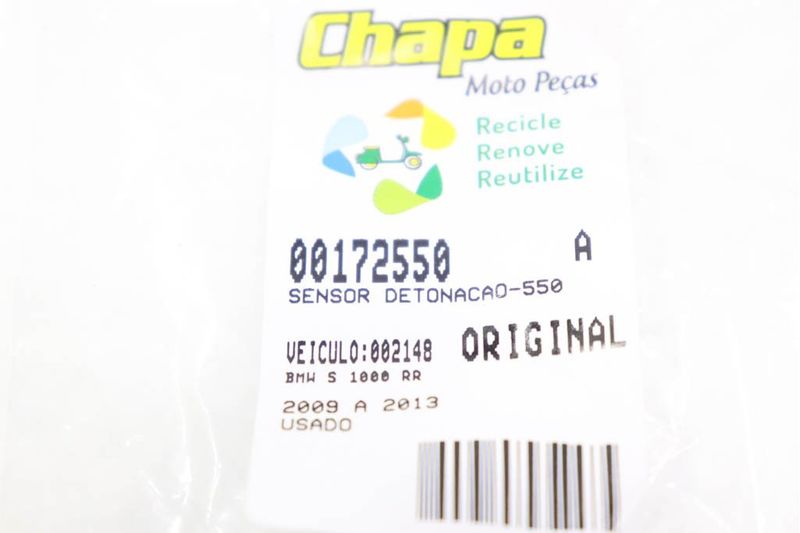 Chapa
Moto Peças
Recicle
Renove
Reutilize
00172550 A
SENSOR DETONACAO-550
VEICULO:002148 ORIGINAL
BMW S 1000 RR
2009 A 2013
USADO